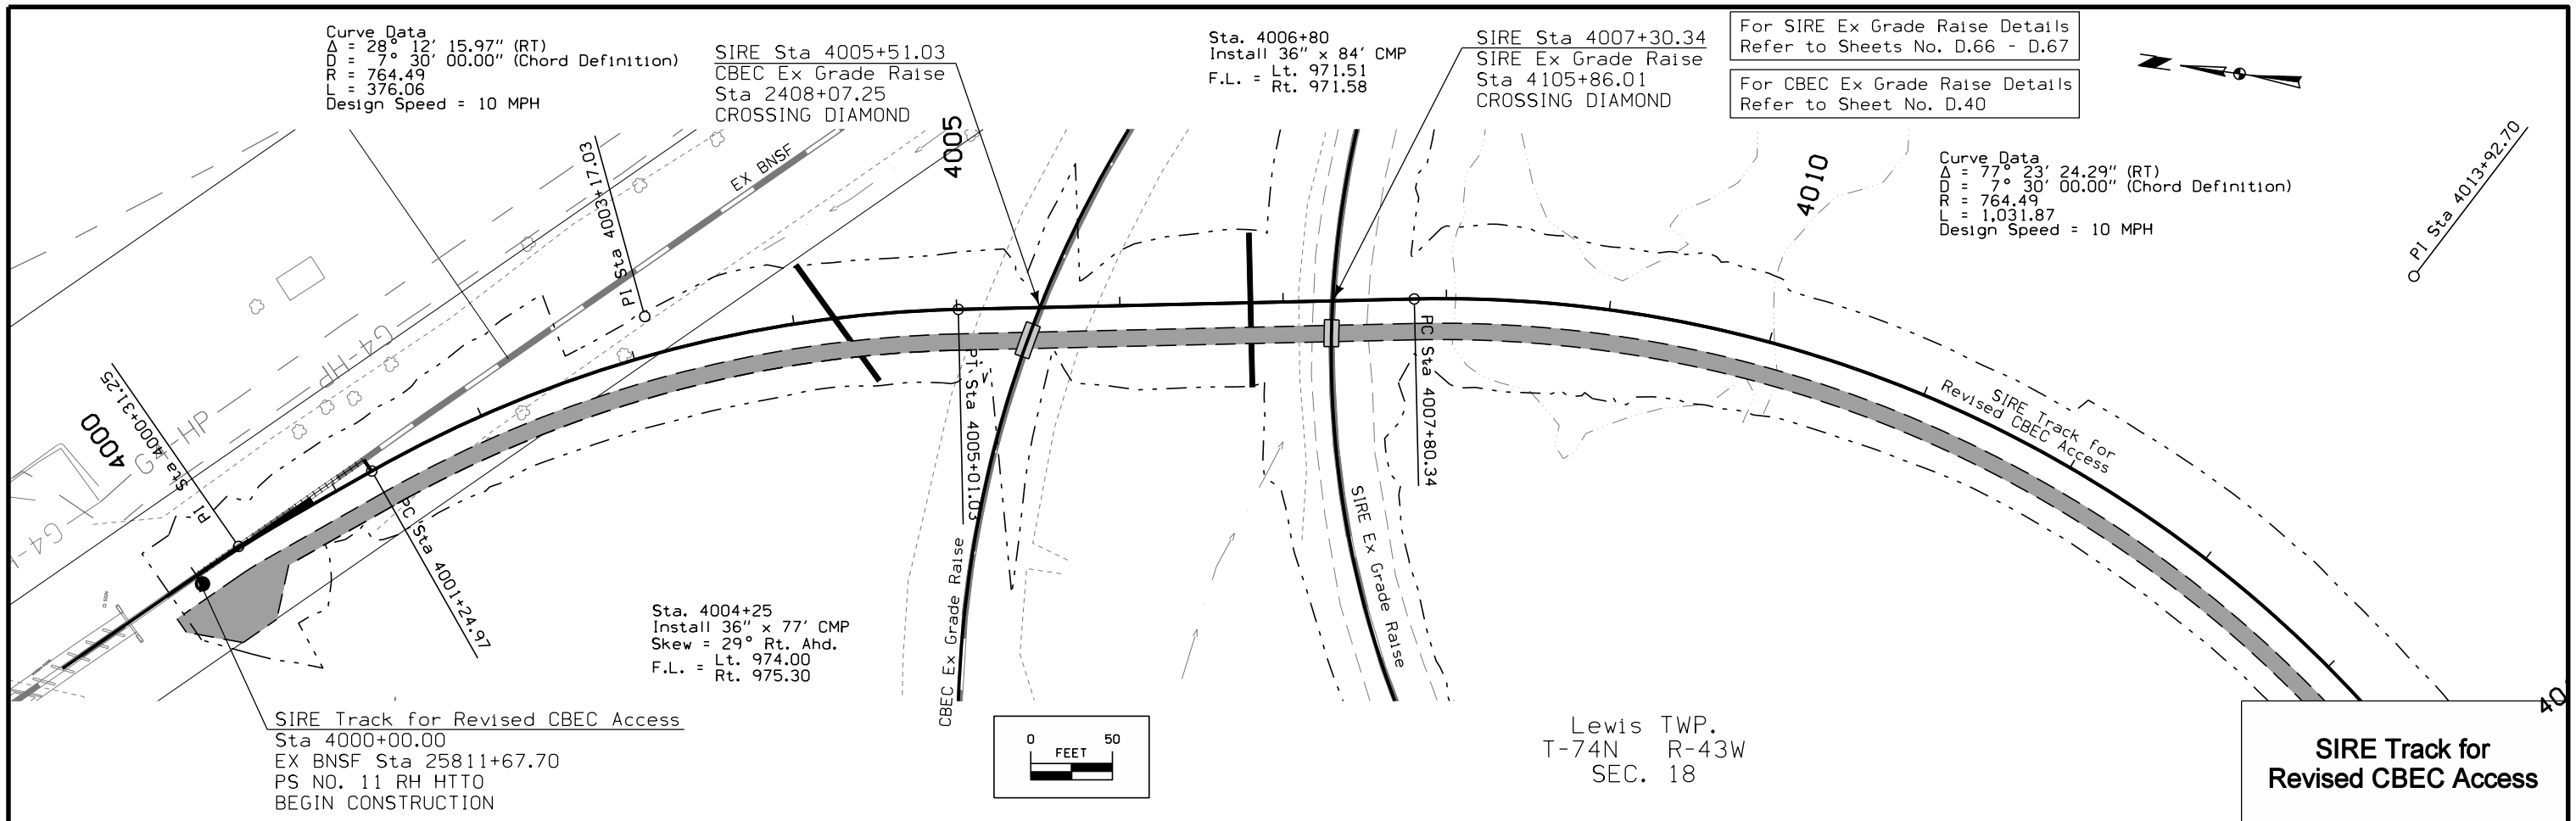 Curve Data
Δ = 28° 12' 15.97" (RT)
D = 7° 30' 00.00" (Chord Definition)
R = 764.49
L = 376.06
Design Speed = 10 MPH
SIRE Sta 4005+51.03
CBEC Ex Grade Raise
Sta 2408+07.25
CROSSING DIAMOND
Sta. 4006+80
Install 36" x 84' CMP
F.L. = Lt. 971.51
Rt. 971.58
SIRE Sta 4007+30.34
SIRE Ex Grade Raise
Sta 4105+86.01
CROSSING DIAMOND
For SIRE Ex Grade Raise Details
Refer to Sheets No. D.66 - D.67
For CBEC Ex Grade Raise Details
Refer to Sheet No. D.40
N
Curve Data
Δ = 77° 23' 24.29" (RT)
D = 7° 30' 00.00" (Chord Definition)
R = 764.49
L = 1,031.87
Design Speed = 10 MPH
PI Sta 4013+92.70
4005
4010
EX BNSF
PI Sta 4003+17.03
G4-HP
G4-HP
4000
PI Sta 4000+31.25
PC Sta 4001+24.97
PT Sta 4005+01.03
PC Sta 4007+80.34
SIRE Track for
Revised CBEC Access
CBEC Ex Grade Raise
SIRE Ex Grade Raise
Sta. 4004+25
Install 36" x 77' CMP
Skew = 29° Rt. Ahd.
F.L. = Lt. 974.00
Rt. 975.30
SIRE Track for Revised CBEC Access
Sta 4000+00.00
EX BNSF Sta 25811+67.70
PS NO. 11 RH HTTO
BEGIN CONSTRUCTION
0 50
FEET
Lewis TWP.
T-74N R-43W
SEC. 18
40
SIRE Track for
Revised CBEC Access